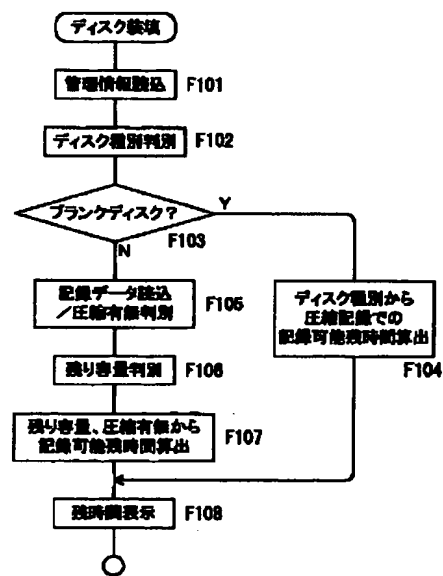 ディスク装填
管理情報読込 F101
ディスク種別判別 F102
ブランクディスク?
Y
F103
N
記録データ読込
/圧縮有無判別
F105
ディスク種別から
圧縮記録での
記録可能残時間算出
F104
残り容量判別 F106
残り容量、圧縮有無から
記録可能残時間算出
F107
残時間表示 F108